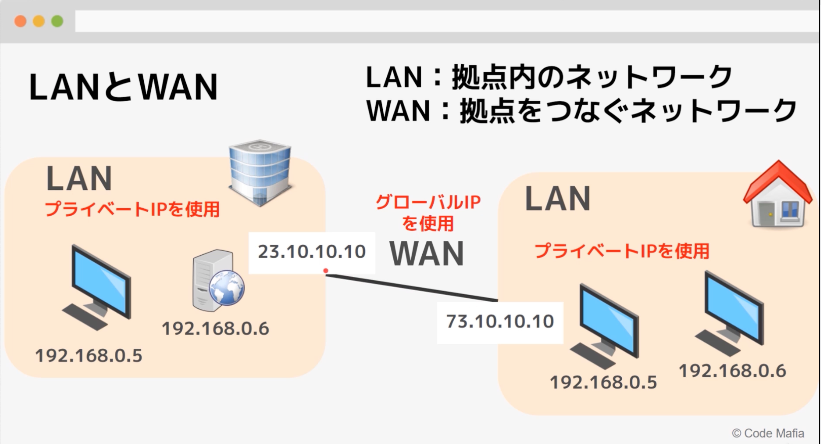 LANとWAN
LAN：拠点内のネットワーク
WAN：拠点をつなぐネットワーク
LAN
プライベートIPを使用
192.168.0.5
192.168.0.6
23.10.10.10
グローバルIP
を使用
WAN
73.10.10.10
LAN
プライベートIPを使用
192.168.0.5
192.168.0.6
© Code Mafia